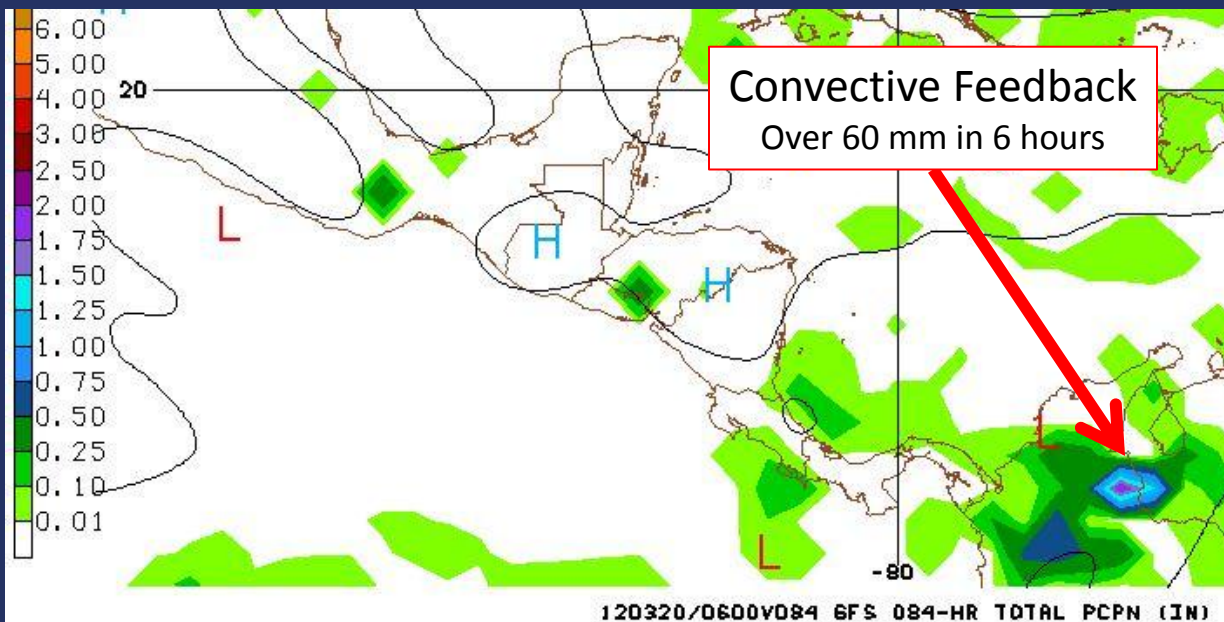 H
6.00
5.00
4.00
3.00
2.50
2.00
1.75
1.50
1.25
1.00
0.75
0.50
0.25
0.10
0.01
20
Convective Feedback
Over 60 mm in 6 hours
L
H
H
L
L
-80
120320/0600V084 GFS 084-HR TOTAL PCPN (IN)